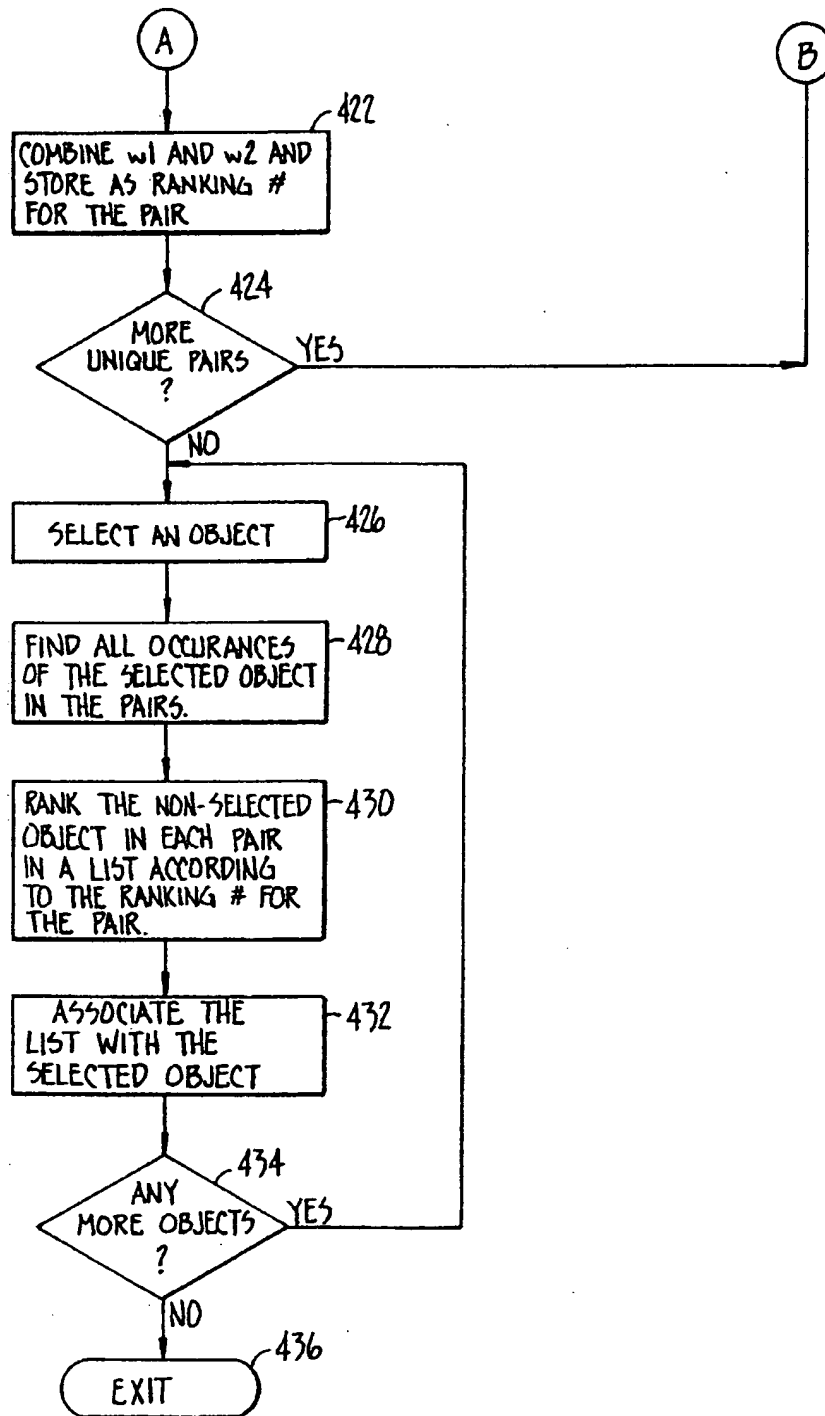 A
B
422
COMBINE w1 AND w2 AND
STORE AS RANKING #
FOR THE PAIR
424
MORE
UNIQUE PAIRS
?
YES
NO
SELECT AN OBJECT
426
FIND ALL OCCURANCES
OF THE SELECTED OBJECT
IN THE PAIRS.
428
RANK THE NON-SELECTED
OBJECT IN EACH PAIR
IN A LIST ACCORDING
TO THE RANKING # FOR
THE PAIR.
430
ASSOCIATE THE
LIST WITH THE
SELECTED OBJECT
432
434
ANY
MORE OBJECTS
?
YES
NO
436
EXIT